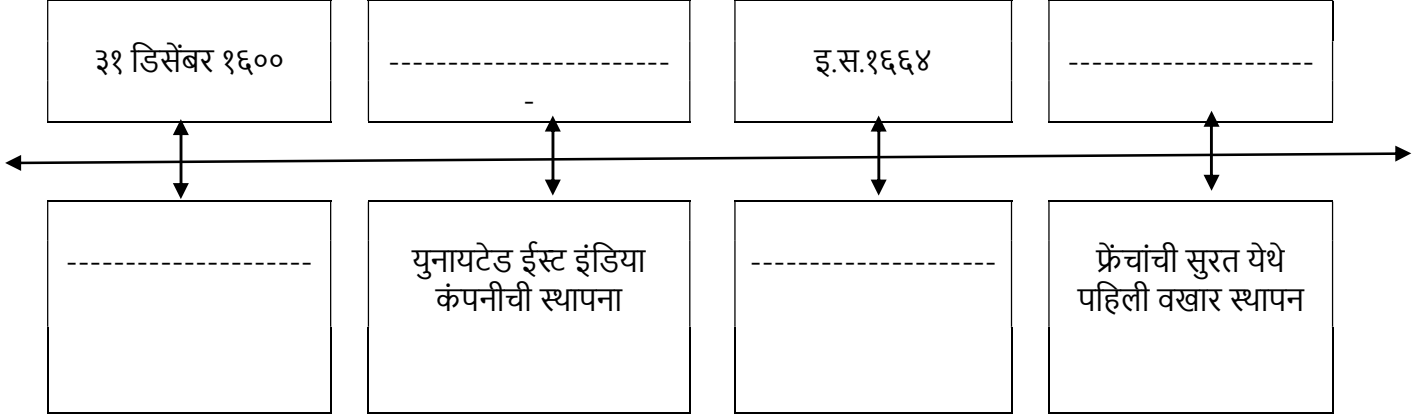 ३१ डिसेंबर १६००
------------------------
-
इ.स.१६६४
---------------------
---------------------
युनायटेड ईस्ट इंडिया
कंपनीची स्थापना
---------------------
फ्रेंचांची सुरत येथे
पहिली वखार स्थापन